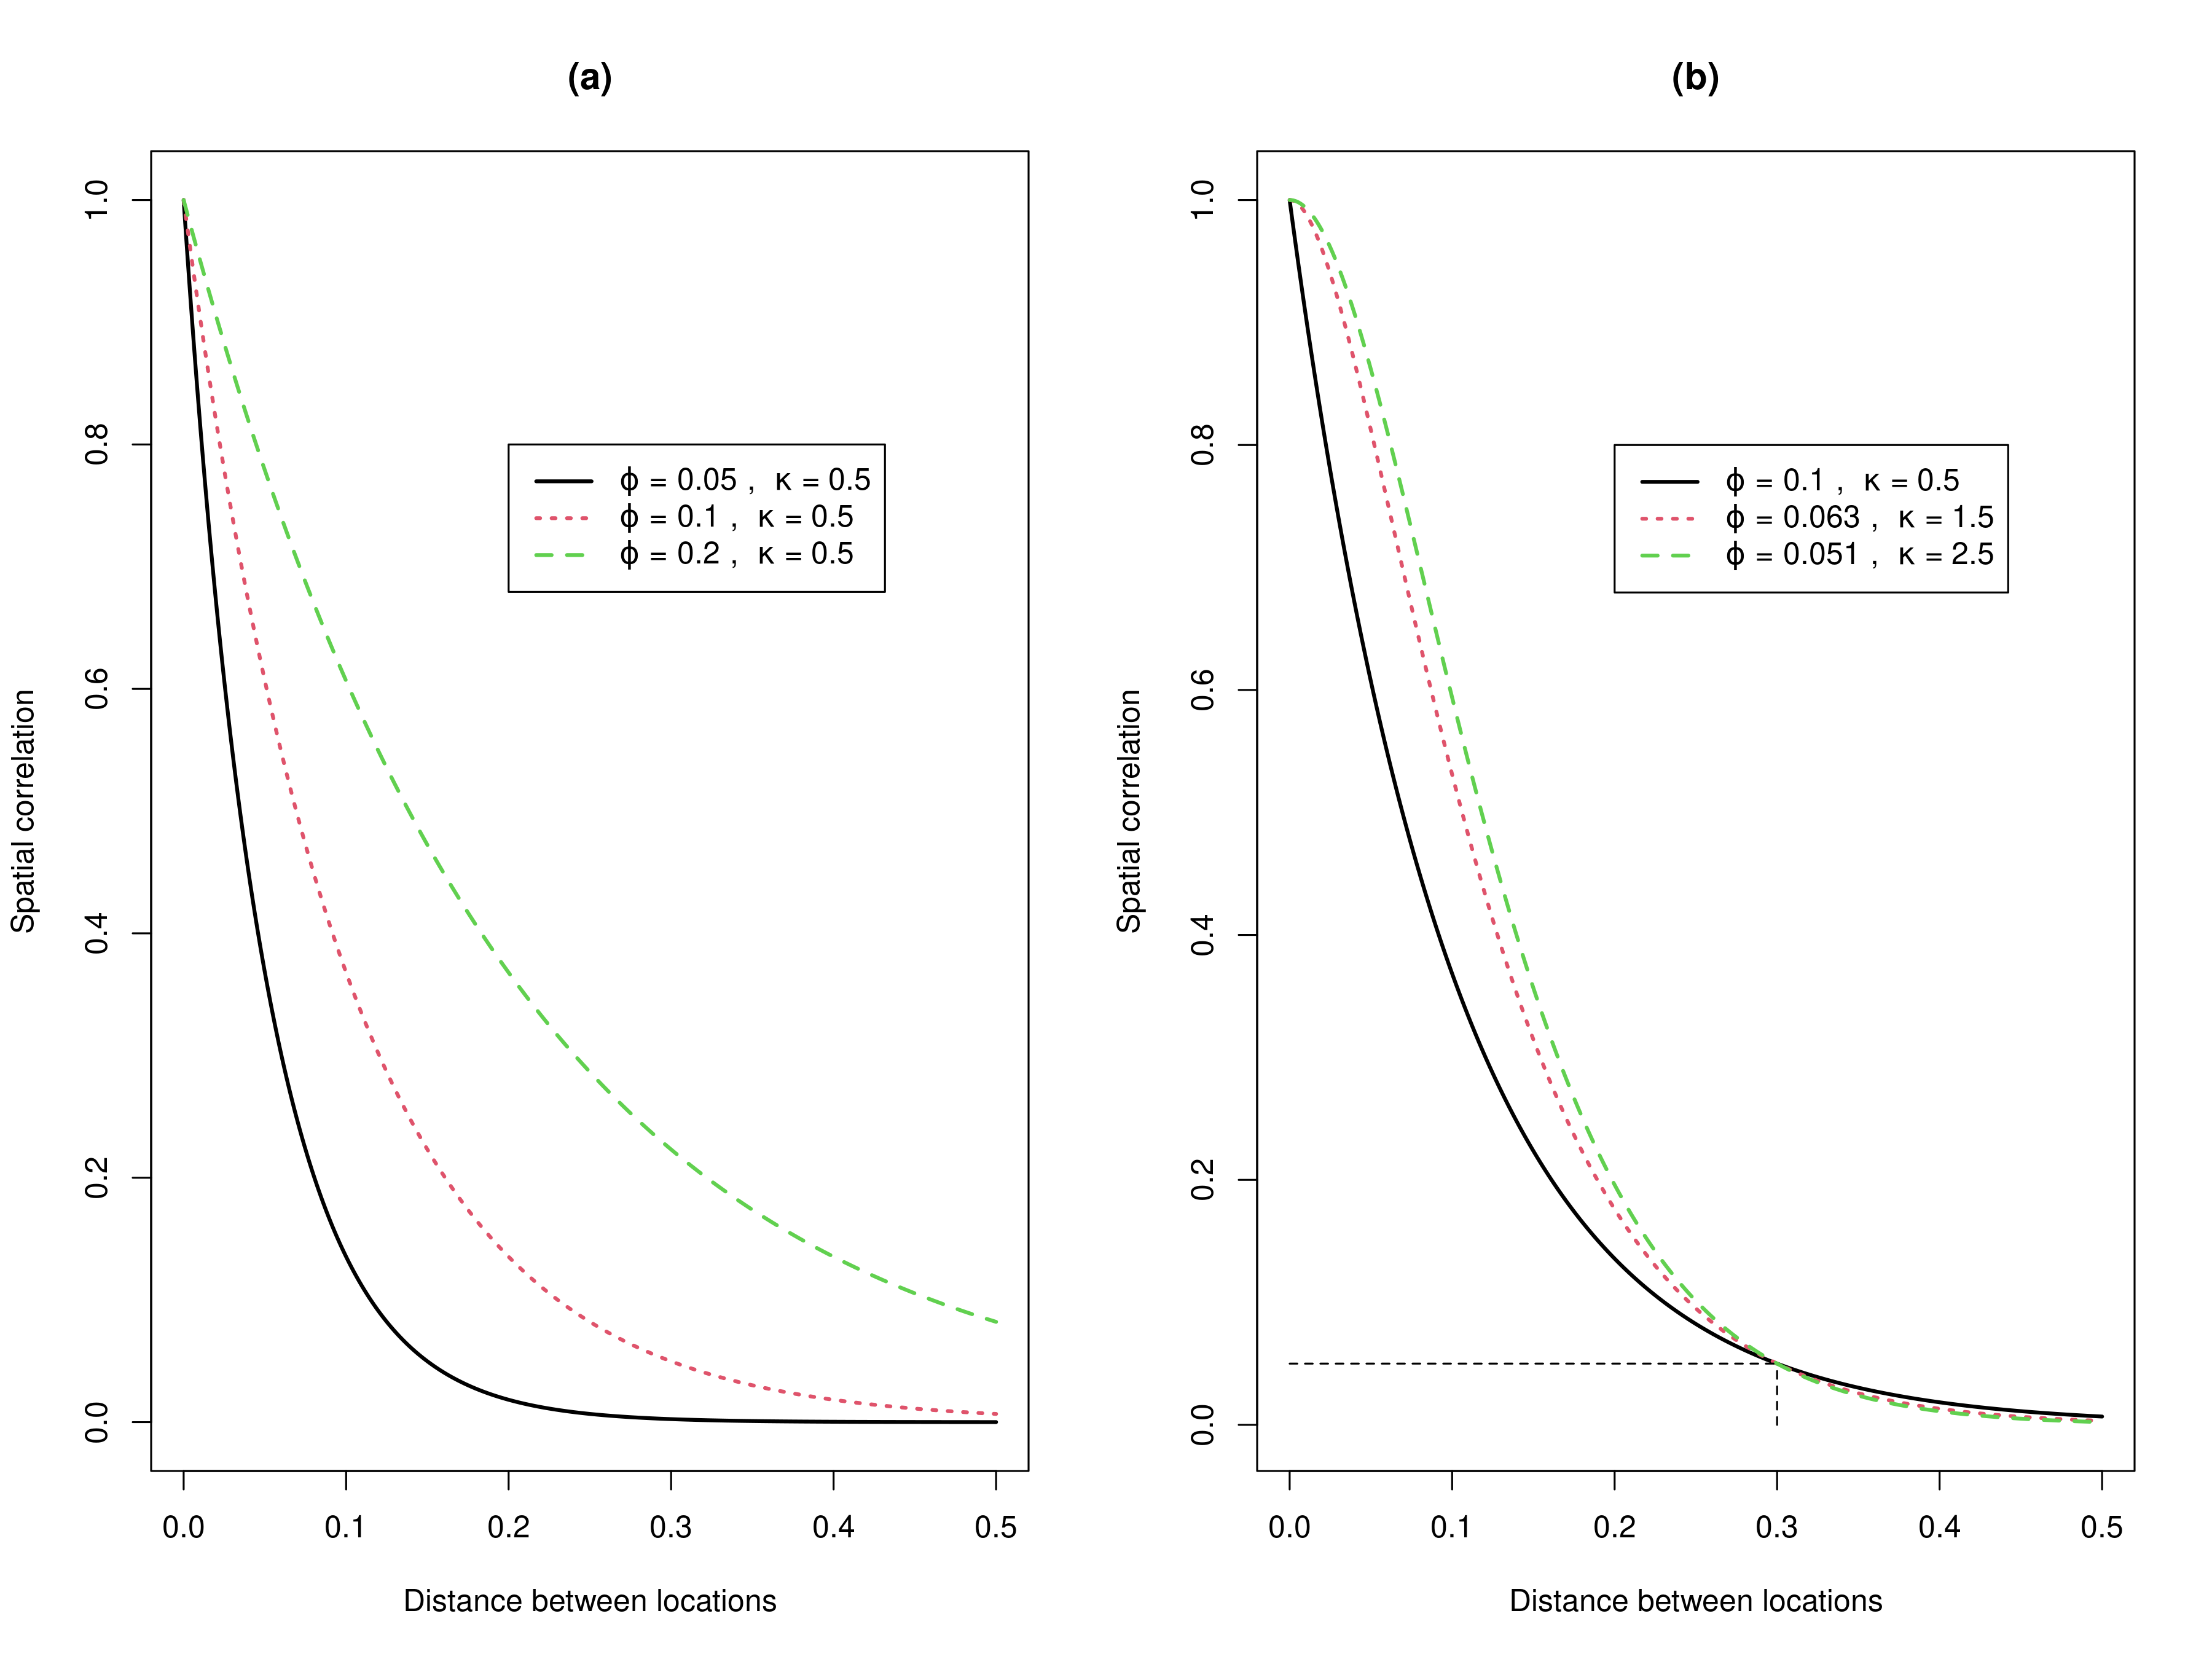 (a)
Spatial correlation
1.0
0.8
0.6
0.4
0.2
0.0
ϕ = 0.05 , κ = 0.5
ϕ = 0.1 , κ = 0.5
ϕ = 0.2 , κ = 0.5
0.0 0.1 0.2 0.3 0.4 0.5
Distance between locations
(b)
Spatial correlation
1.0
0.8
0.6
0.4
0.2
0.0
ϕ = 0.1 , κ = 0.5
ϕ = 0.063 , κ = 1.5
ϕ = 0.051 , κ = 2.5
0.0 0.1 0.2 0.3 0.4 0.5
Distance between locations